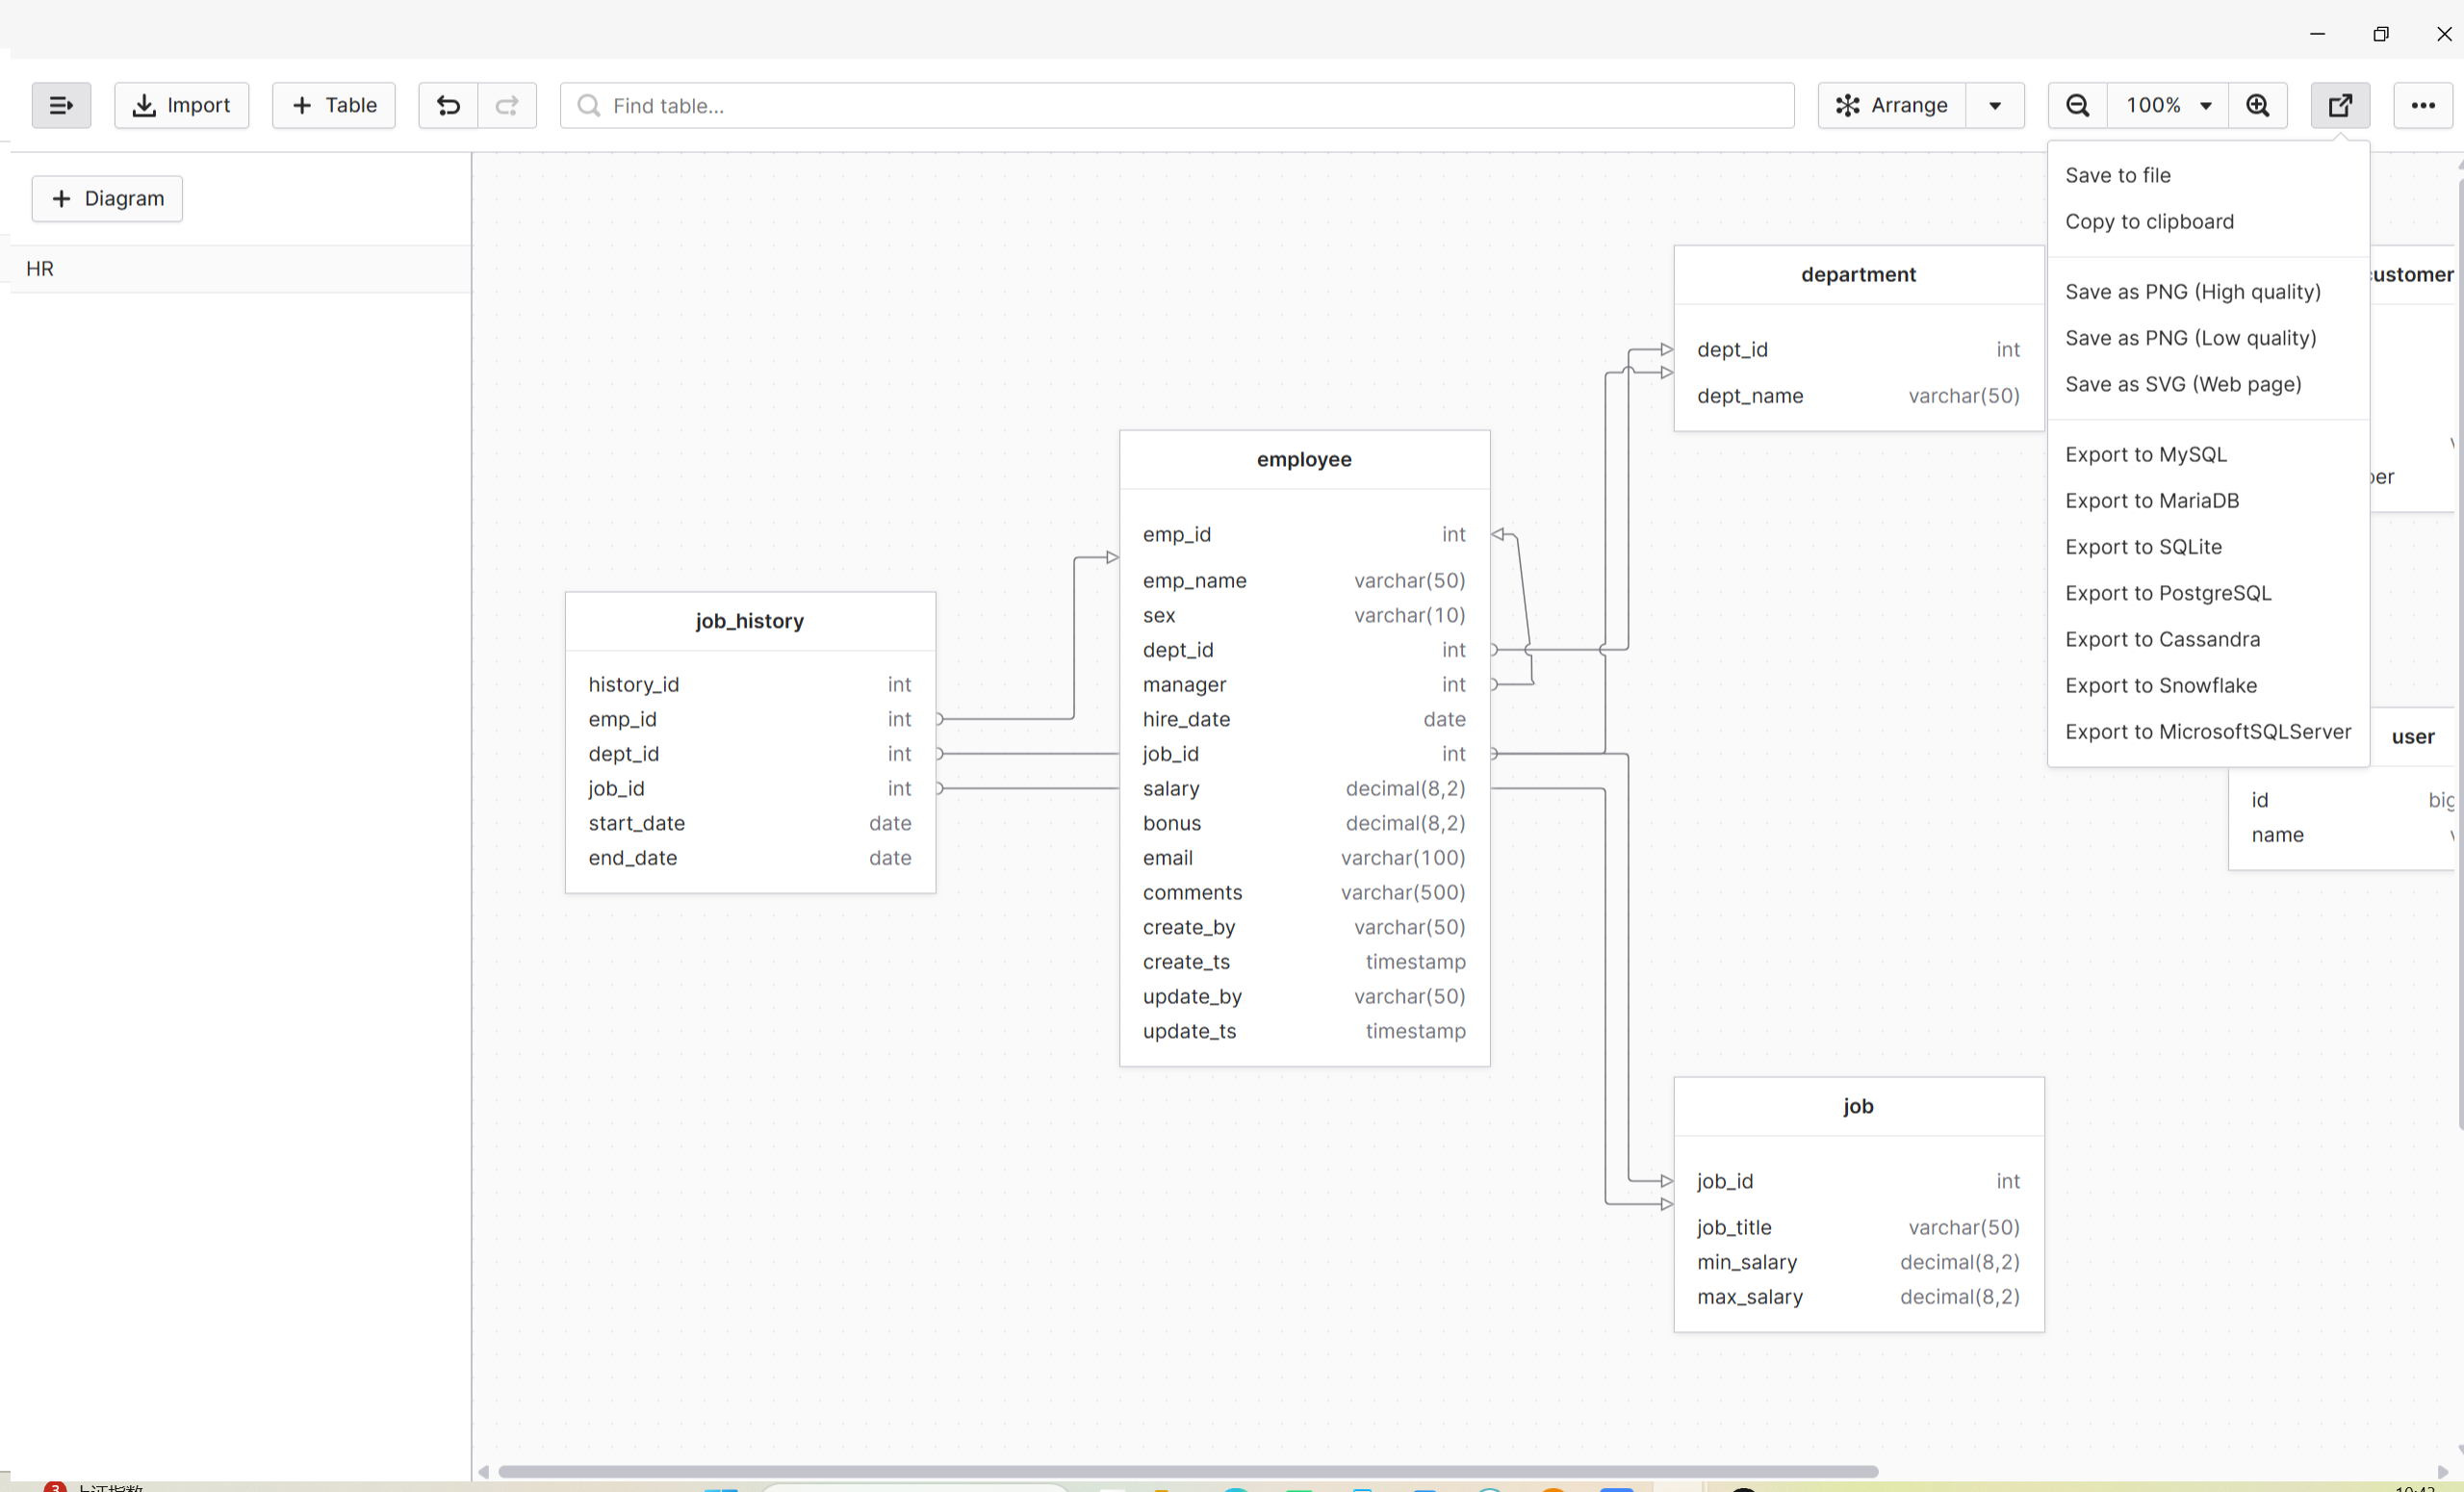 Import
Table
Find table...
Arrange
100%
Diagram
HR
Save to file
Copy to clipboard
Save as PNG (High quality)
Save as PNG (Low quality)
Save as SVG (Web page)
Export to MySQL
Export to MariaDB
Export to SQLite
Export to PostgreSQL
Export to Cassandra
Export to Snowflake
Export to MicrosoftSQLServer
job_history
history_id int
emp_id int
dept_id int
job_id int
start_date date
end_date date
employee
emp_id int
emp_name varchar(50)
sex varchar(10)
dept_id int
manager int
hire_date date
job_id int
salary decimal(8,2)
bonus decimal(8,2)
email varchar(100)
comments varchar(500)
create_by varchar(50)
create_ts timestamp
update_by varchar(50)
update_ts timestamp
department
dept_id int
dept_name varchar(50)
job
job_id int
job_title varchar(50)
min_salary decimal(8,2)
max_salary decimal(8,2)
ustomer
er
user
id big
name
3 上证指数